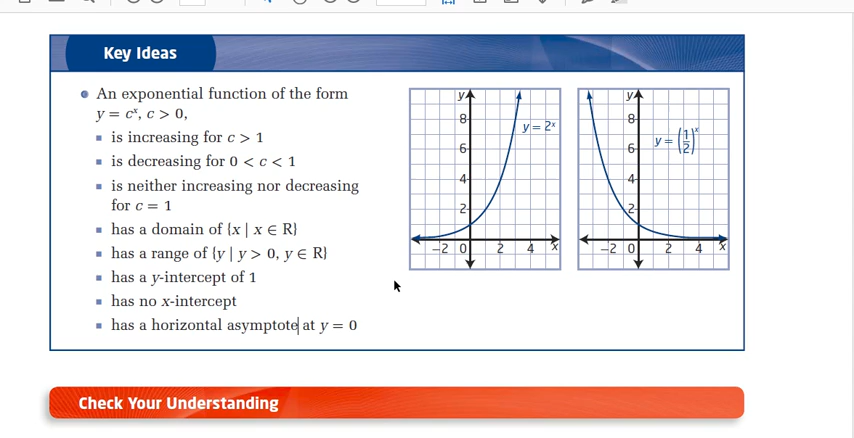 Key Ideas
An exponential function of the form
y = cˣ, c > 0,
is increasing for c > 1
is decreasing for 0 < c < 1
is neither increasing nor decreasing
for c = 1
has a domain of {x | x ∈ R}
has a range of {y | y > 0, y ∈ R}
has a y-intercept of 1
has no x-intercept
has a horizontal asymptote at y = 0
y
8
y = 2ˣ
6
4
2
−2 0 2 4 x
y
8
y = (1/2)ˣ
6
4
2
−2 0 2 4 x
Check Your Understanding